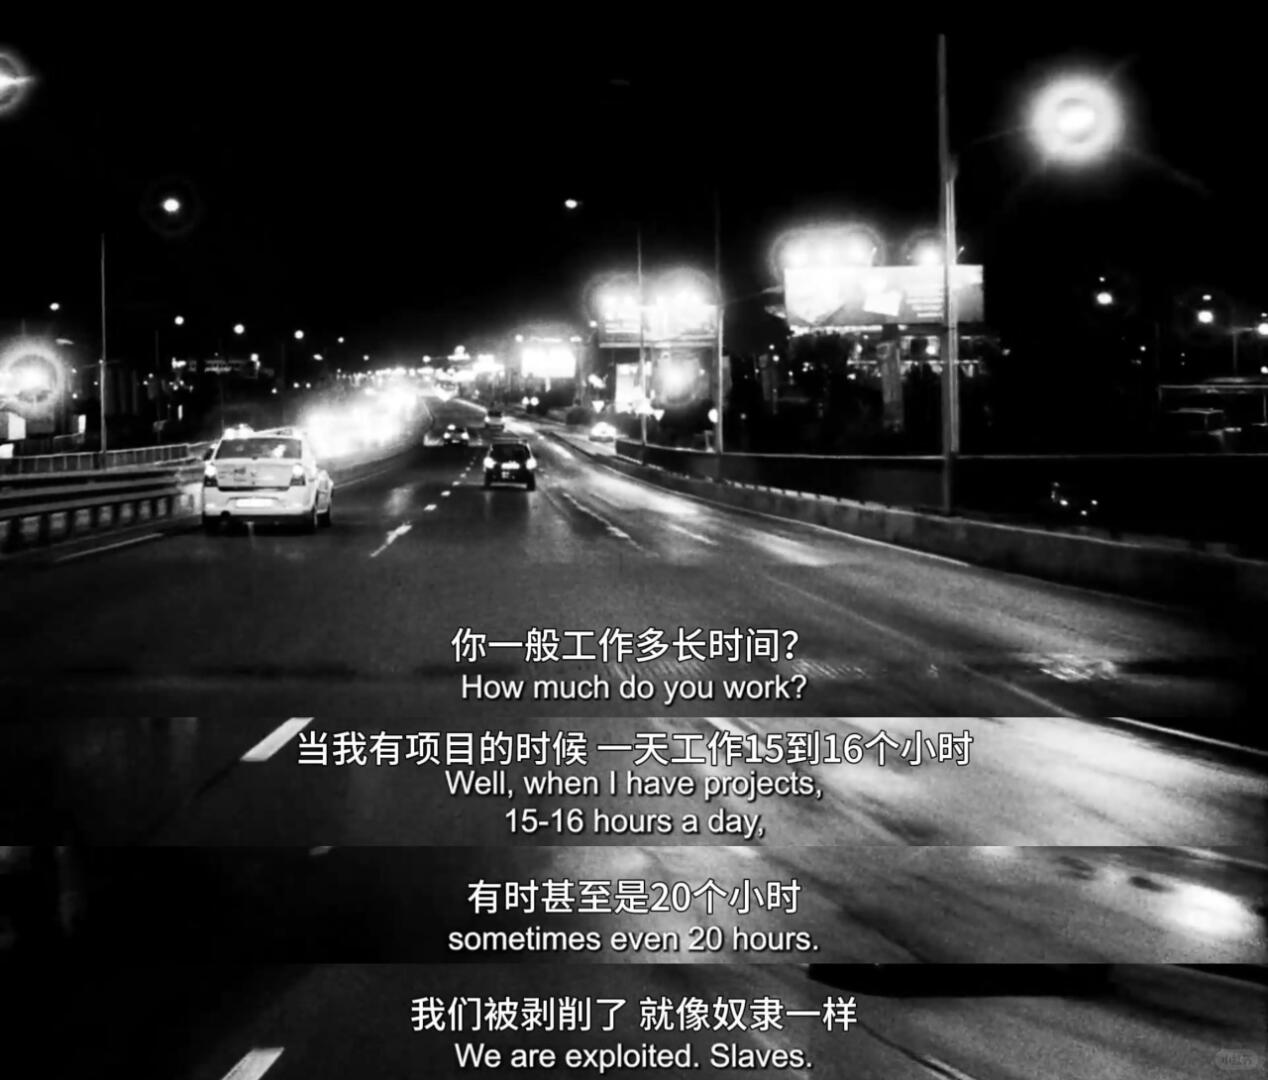 你一般工作多长时间?
How much do you work?
当我有项目的时候 一天工作15到16个小时
Well, when I have projects,
15-16 hours a day,
有时甚至是20个小时
sometimes even 20 hours.
我们被剥削了 就像奴隶一样
We are exploited. Slaves.